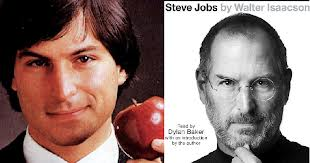 Steve Jobs by Walter Isaacson
Read by
Dylan Baker
with an introduction
by the author